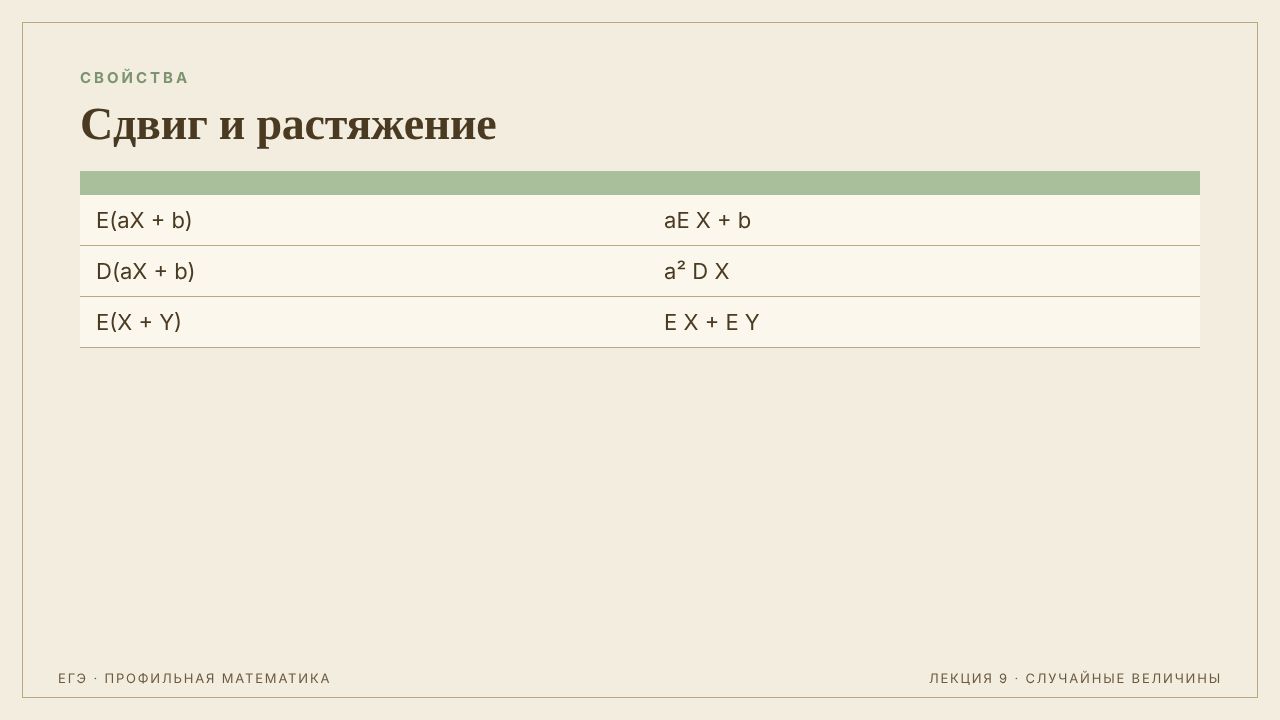 СВОЙСТВА
Сдвиг и растяжение
E(aX + b) aE X + b
D(aX + b) a² D X
E(X + Y) E X + E Y
ЕГЭ · ПРОФИЛЬНАЯ МАТЕМАТИКА
ЛЕКЦИЯ 9 · СЛУЧАЙНЫЕ ВЕЛИЧИНЫ